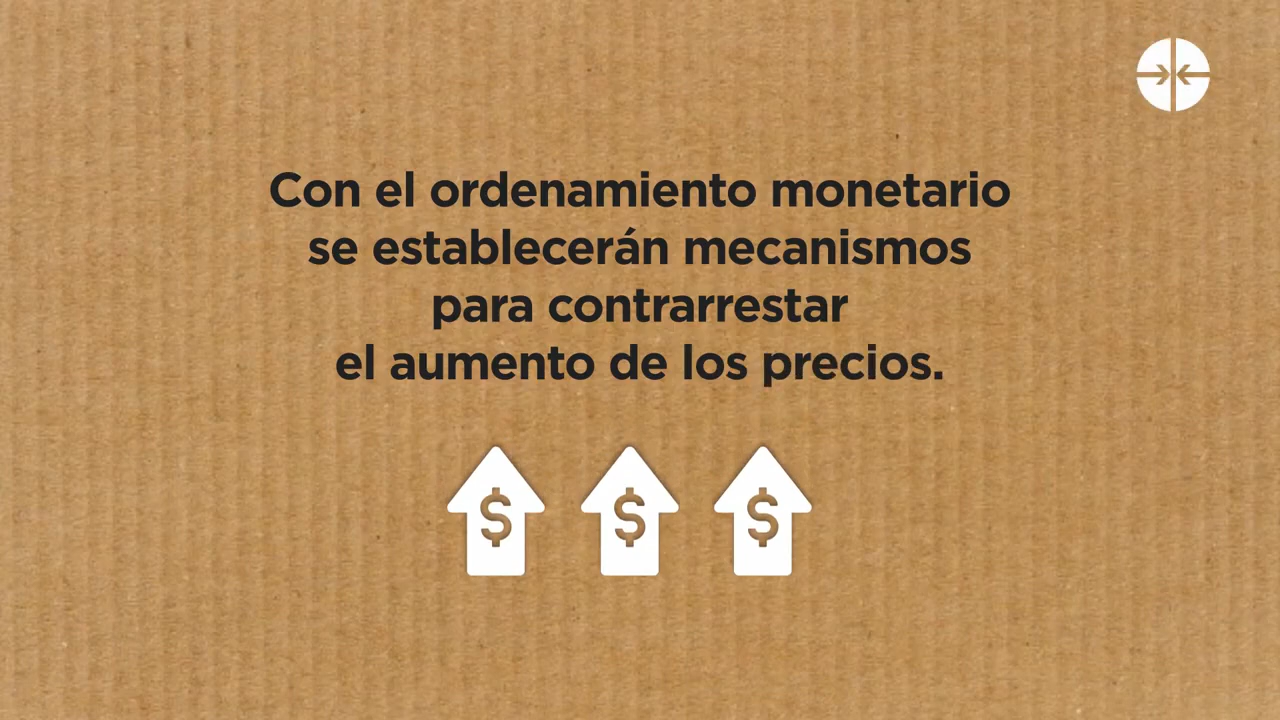 Con el ordenamiento monetario
se establecerán mecanismos
para contrarrestar
el aumento de los precios.
$ $ $